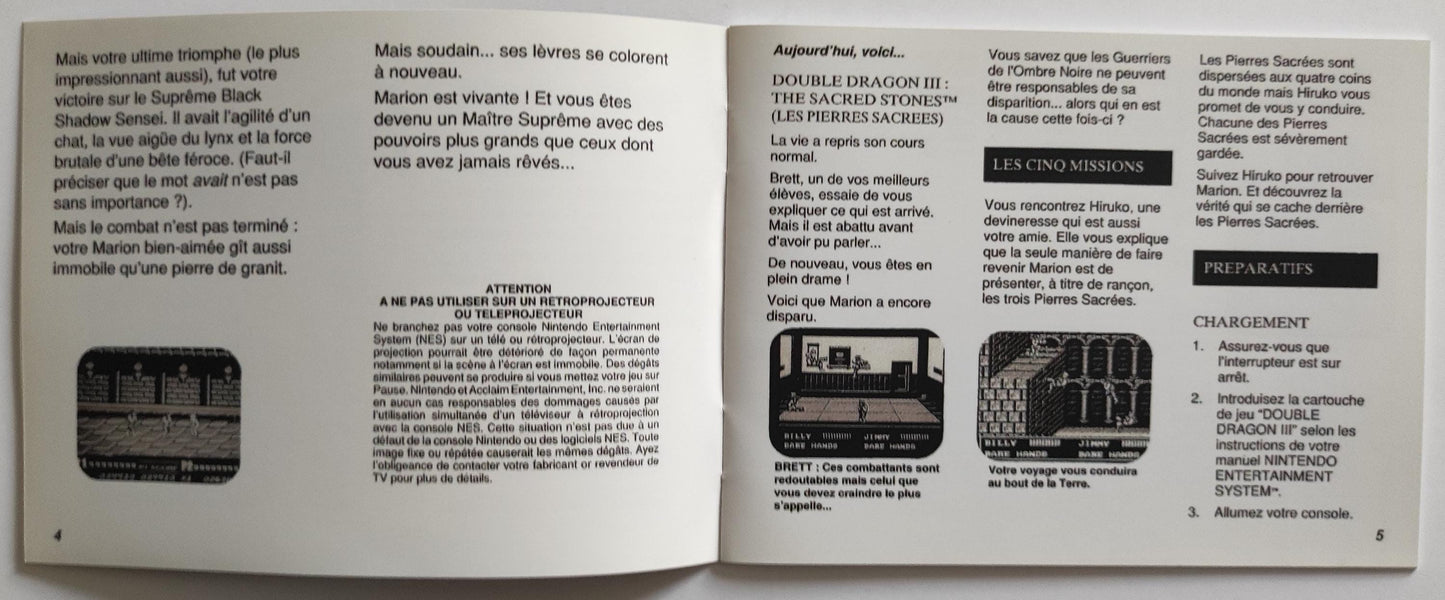 Mais votre ultime triomphe (le plus
impressionnant aussi), fut votre
victoire sur le Suprême Black
Shadow Sensei. Il avait l'agilité d'un
chat, la vue aigüe du lynx et la force
brutale d'une bête féroce. (Faut-il
préciser que le mot avait n'est pas
sans importance ?).
Mais le combat n'est pas terminé :
votre Marion bien-aimée gît aussi
immobile qu'une pierre de granit.
4
Mais soudain... ses lèvres se colorent
à nouveau.
Marion est vivante ! Et vous êtes
devenu un Maître Suprême avec des
pouvoirs plus grands que ceux dont
vous avez jamais rêvés...
ATTENTION
A NE PAS UTILISER SUR UN RETROPROJECTEUR
OU TELEPROJECTEUR
Ne branchez pas votre console Nintendo Entertainment
System (NES) sur un télé ou rétroprojecteur. L'écran de
projection pourrait être détérioré de façon permanente
notamment si la scène à l'écran est immobile. Des dégâts
similaires peuvent se produire si vous mettez votre jeu sur
Pause. Nintendo et Acclaim Entertainment, Inc. ne seraient
en aucun cas responsables des dommages causés par
l'utilisation simultanée d'un téléviseur à rétroprojection
avec la console NES. Cette situation n'est pas due à un
défaut de la console Nintendo ou des logiciels NES. Toute
image fixe ou répétée causerait les mêmes dégâts. Ayez
l'obligeance de contacter votre fabricant or revendeur de
TV pour plus de détails.
Aujourd'hui, voici...
DOUBLE DRAGON III :
THE SACRED STONES™
(LES PIERRES SACREES)
La vie a repris son cours
normal.
Brett, un de vos meilleurs
élèves, essaie de vous
expliquer ce qui est arrivé.
Mais il est abattu avant
d'avoir pu parler...
De nouveau, vous êtes en
plein drame !
Voici que Marion a encore
disparu.
BILLY JIMMY
BARE HANDS BARE HANDS
BRETT : Ces combattants sont
redoutables mais celui que
vous devez craindre le plus
s'appelle...
Vous savez que les Guerriers
de l'Ombre Noire ne peuvent
être responsables de sa
disparition... alors qui en est
la cause cette fois-ci ?
LES CINQ MISSIONS
Vous rencontrez Hiruko, une
devineresse qui est aussi
votre amie. Elle vous explique
que la seule manière de faire
revenir Marion est de
présenter, à titre de rançon,
les trois Pierres Sacrées.
BILLY JIMMY
BARE HANDS BARE HANDS
Votre voyage vous conduira
au bout de la Terre.
Les Pierres Sacrées sont
dispersées aux quatre coins
du monde mais Hiruko vous
promet de vous y conduire.
Chacune des Pierres
Sacrées est sévèrement
gardée.
Suivez Hiruko pour retrouver
Marion. Et découvrez la
vérité qui se cache derrière
les Pierres Sacrées.
PREPARATIFS
CHARGEMENT
1. Assurez-vous que
l'interrupteur est sur
arrêt.
2. Introduisez la cartouche
de jeu "DOUBLE
DRAGON III" selon les
instructions de votre
manuel NINTENDO
ENTERTAINMENT
SYSTEM™.
3. Allumez votre console.
5